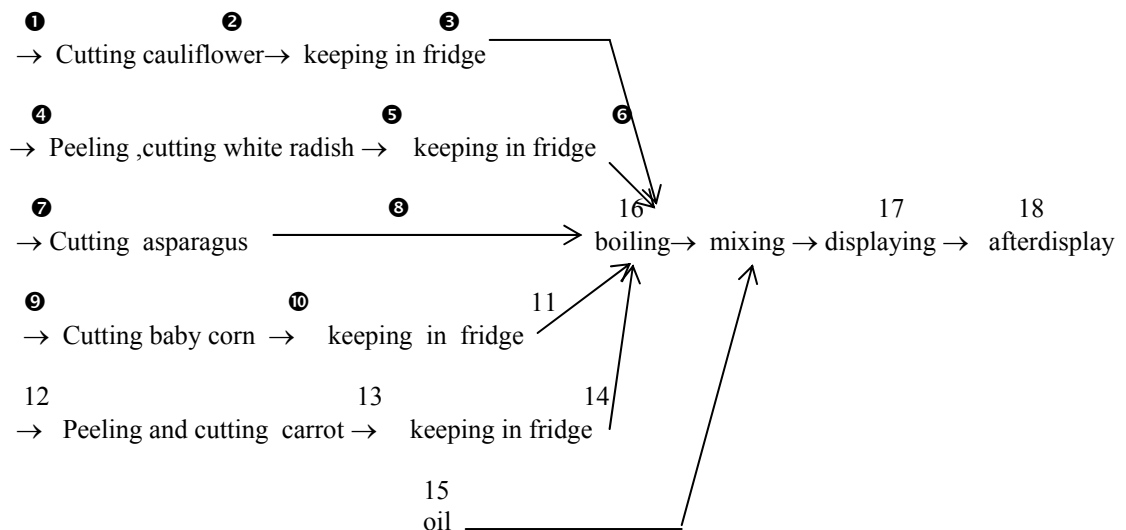 ❶ ❷ ❸
→ Cutting cauliflower→ keeping in fridge
❹ ❺ ❻
→ Peeling ,cutting white radish → keeping in fridge
❼ ❽ 16 17 18
→Cutting asparagus boiling→ mixing →displaying → afterdisplay
❾ ❿ 11
→ Cutting baby corn → keeping in fridge
12 13 14
→ Peeling and cutting carrot → keeping in fridge
15
oil